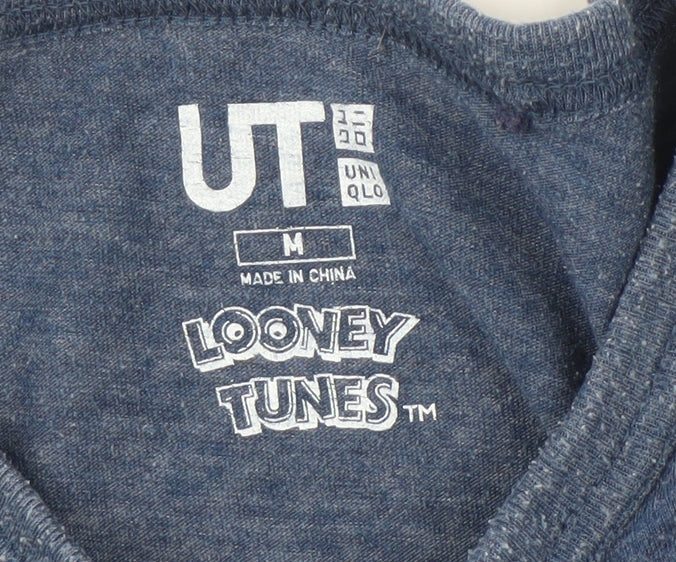 UT
ユニ
クロ
UNI
QLO
M
MADE IN CHINA
LOONEY
TUNES™